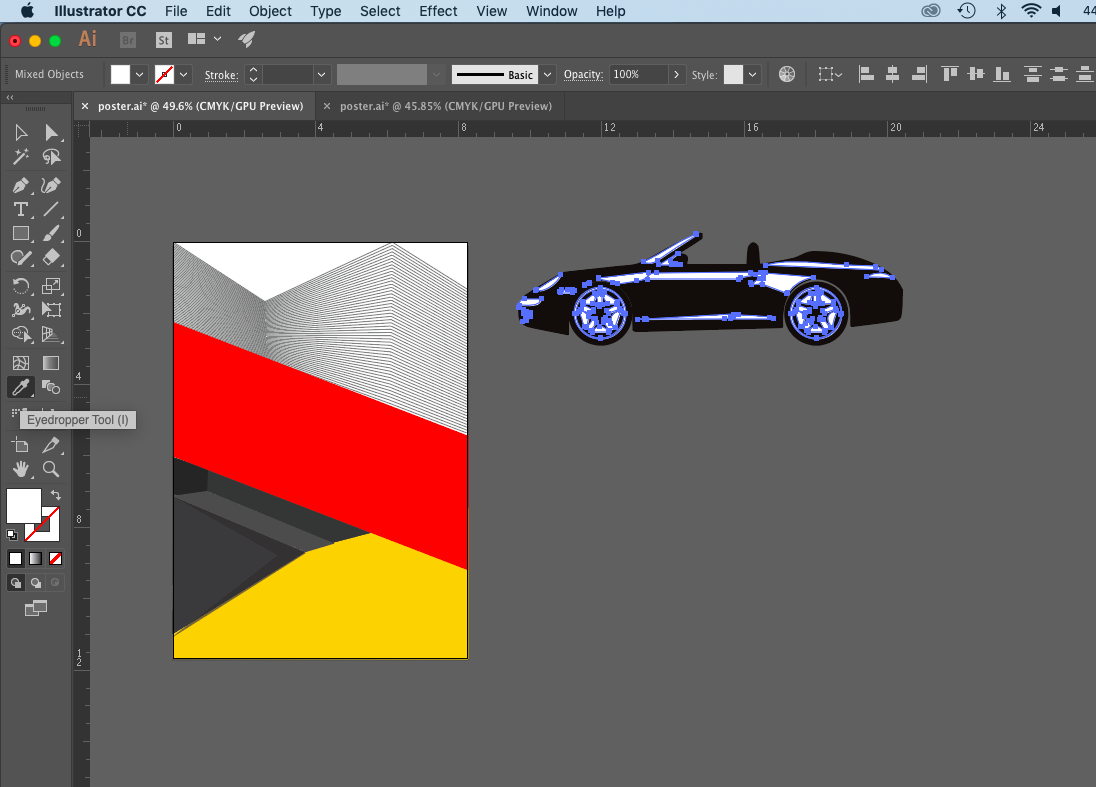 Illustrator CC File Edit Object Type Select Effect View Window Help 44
Ai Br St
Mixed Objects Stroke: Basic Opacity: 100% Style:
× poster.ai* @ 49.6% (CMYK/GPU Preview) × poster.ai* @ 45.85% (CMYK/GPU Preview)
0 4 8 12 16 20 24
0
4
Eyedropper Tool (I)
8
1
2